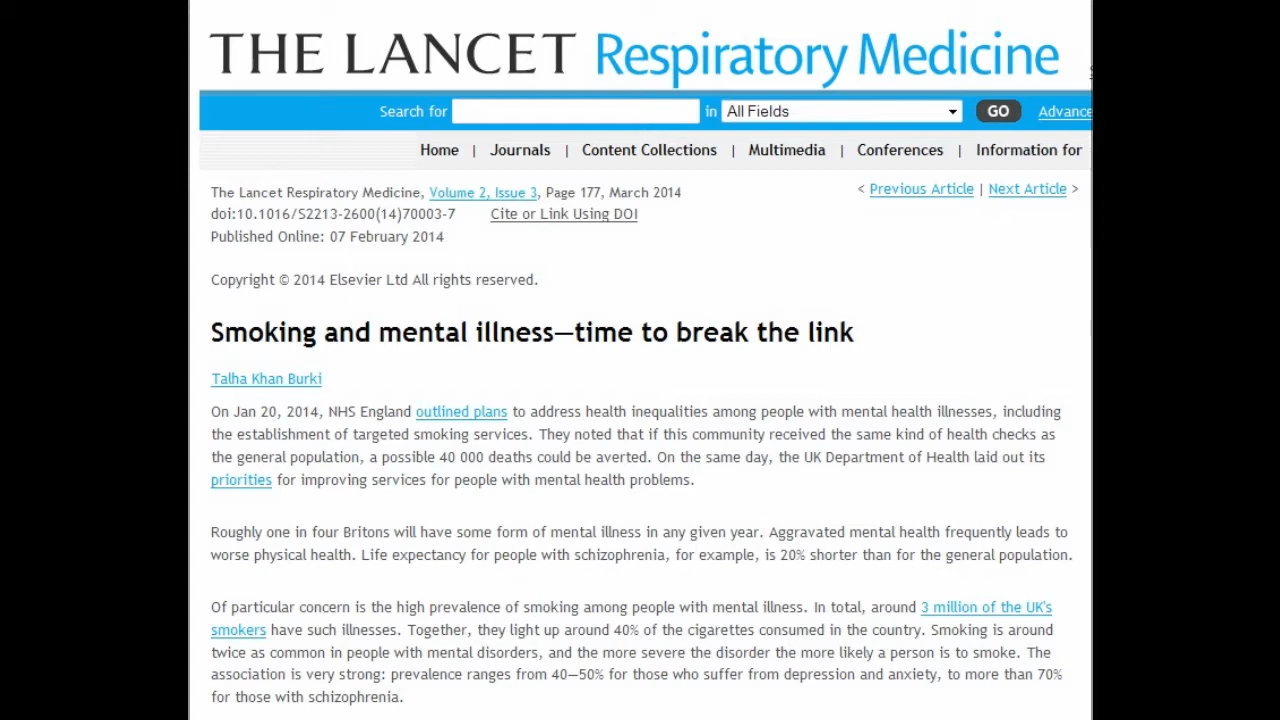 THE LANCET Respiratory Medicine
Search for in All Fields GO Advance
Home | Journals | Content Collections | Multimedia | Conferences | Information for
The Lancet Respiratory Medicine, Volume 2, Issue 3, Page 177, March 2014
< Previous Article | Next Article >
doi:10.1016/S2213-2600(14)70003-7 Cite or Link Using DOI
Published Online: 07 February 2014
Copyright © 2014 Elsevier Ltd All rights reserved.
Smoking and mental illness—time to break the link
Talha Khan Burki
On Jan 20, 2014, NHS England outlined plans to address health inequalities among people with mental health illnesses, including
the establishment of targeted smoking services. They noted that if this community received the same kind of health checks as
the general population, a possible 40 000 deaths could be averted. On the same day, the UK Department of Health laid out its
priorities for improving services for people with mental health problems.
Roughly one in four Britons will have some form of mental illness in any given year. Aggravated mental health frequently leads to
worse physical health. Life expectancy for people with schizophrenia, for example, is 20% shorter than for the general population.
Of particular concern is the high prevalence of smoking among people with mental illness. In total, around 3 million of the UK's
smokers have such illnesses. Together, they light up around 40% of the cigarettes consumed in the country. Smoking is around
twice as common in people with mental disorders, and the more severe the disorder the more likely a person is to smoke. The
association is very strong: prevalence ranges from 40—50% for those who suffer from depression and anxiety, to more than 70%
for those with schizophrenia.